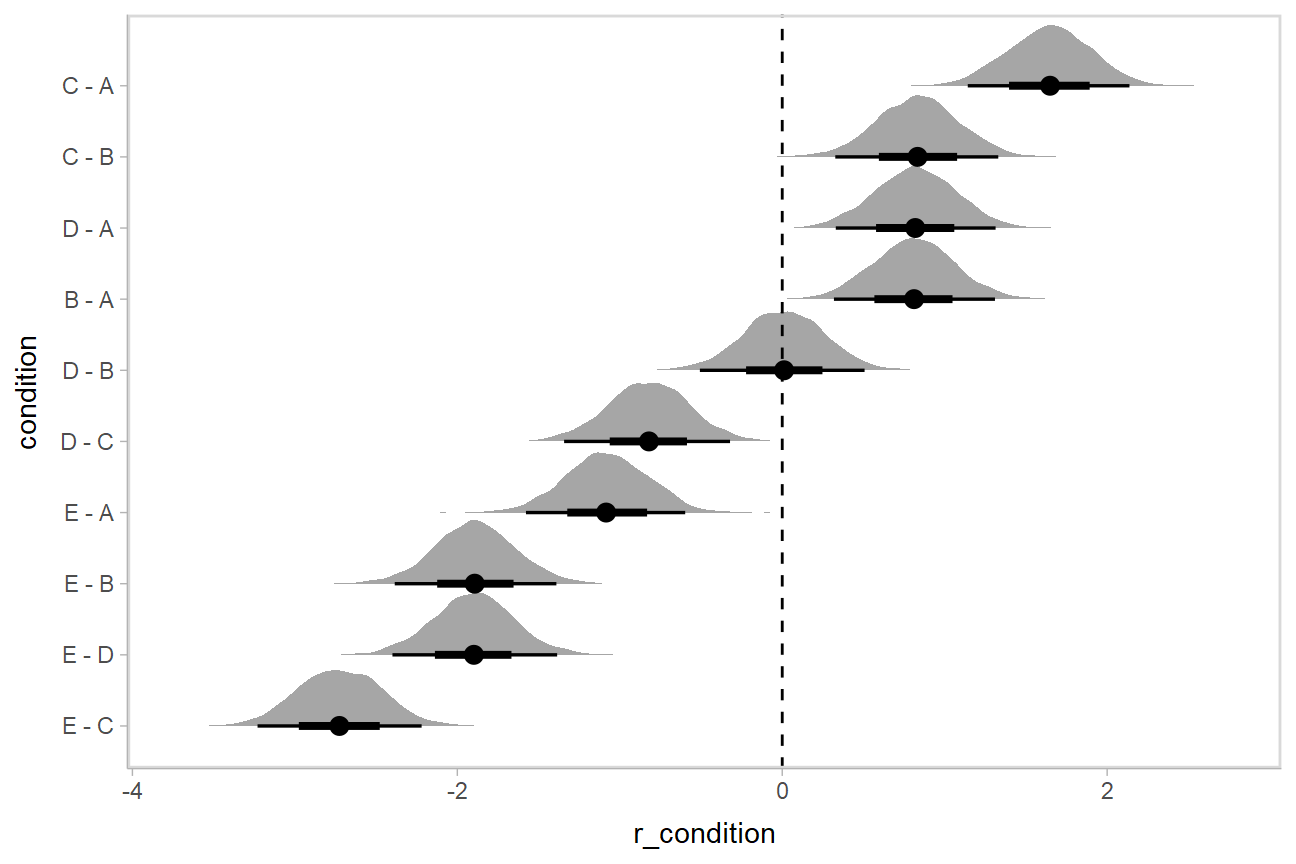 C - A
C - B
D - A
B - A
D - B
D - C
E - A
E - B
E - D
E - C
condition
-4 -2 0 2
r_condition